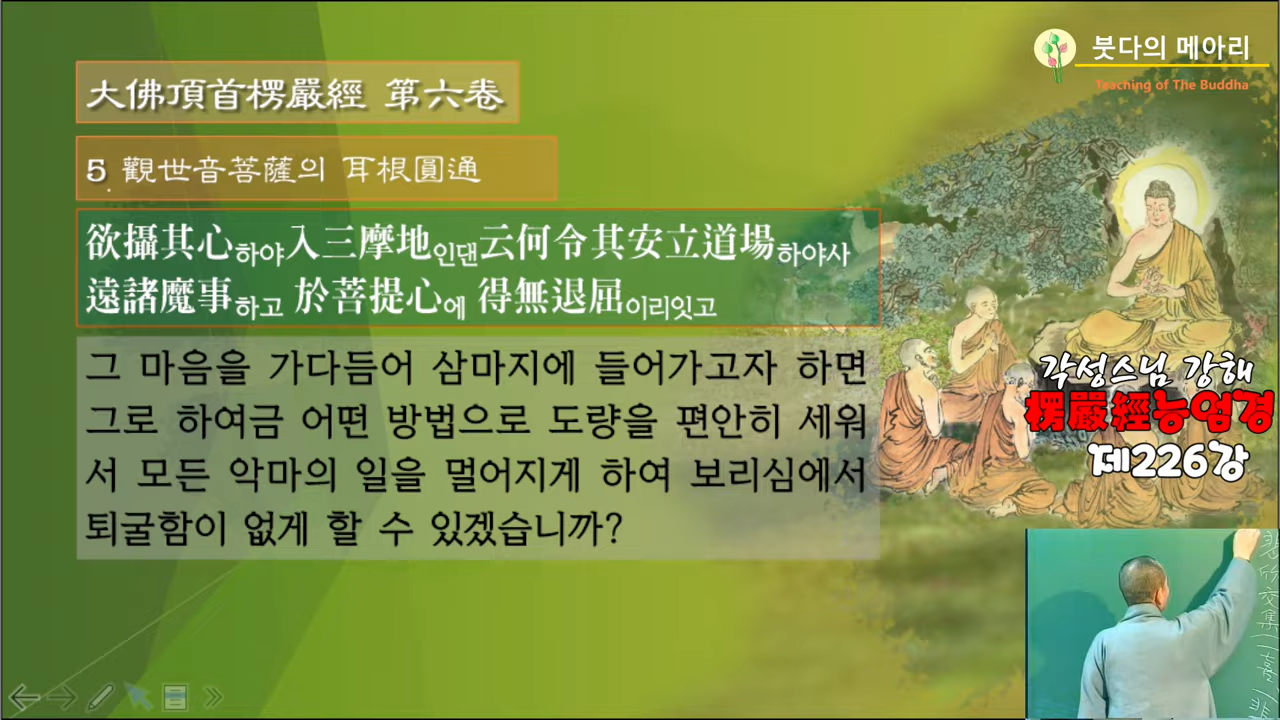 붓다의 메아리
Teaching of The Buddha
大佛頂首楞嚴經 第六卷
5. 觀世音菩薩의 耳根圓通
欲攝其心하야入三摩地인댄云何令其安立道場하야사
遠諸魔事하고 於菩提心에 得無退屈이리잇고
그 마음을 가다듬어 삼마지에 들어가고자 하면
그로 하여금 어떤 방법으로 도량을 편안히 세워
서 모든 악마의 일을 멀어지게 하여 보리심에서
퇴굴함이 없게 할 수 있겠습니까?
각성스님 강해
楞嚴經능엄경
제226강
交集